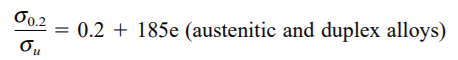 σ0.2/σu = 0.2 + 185e (austenitic and duplex alloys)